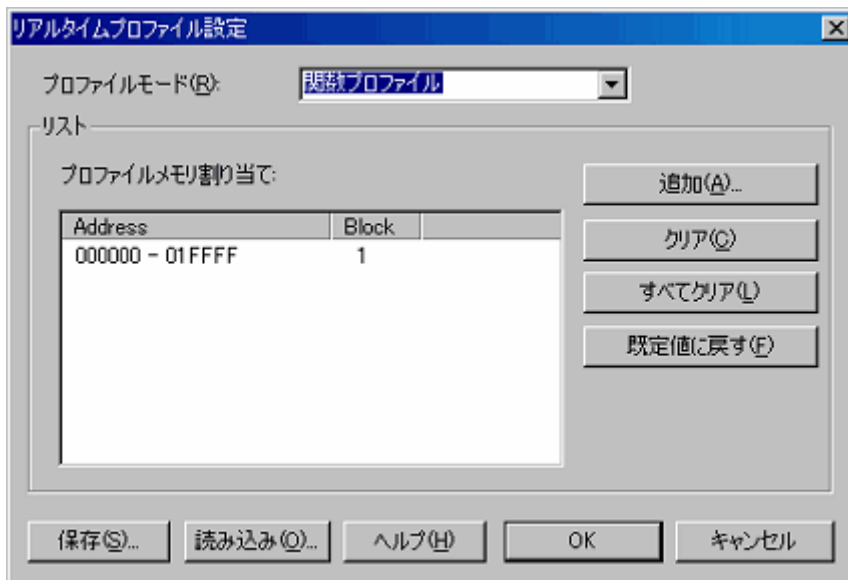 リアルタイムプロファイル設定
プロファイルモード(R): 関数プロファイル
リスト
プロファイルメモリ割り当て:
Address Block
000000 - 01FFFF 1
追加(A)...
クリア(C)
すべてクリア(L)
既定値に戻す(F)
保存(S)... 読み込み(O)... ヘルプ(H) OK キャンセル